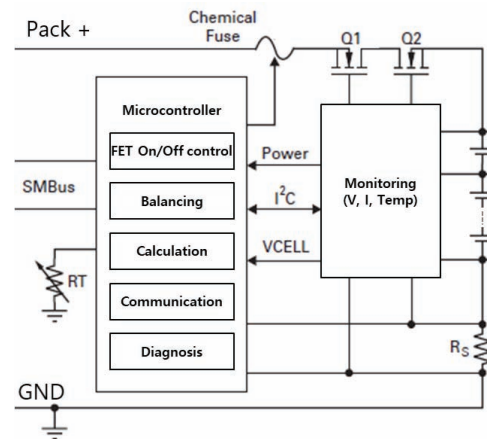 Pack +
Chemical
Fuse
Q1
Q2
Microcontroller
FET On/Off control
Balancing
Calculation
Communication
Diagnosis
SMBus
RT
Power
I²C
VCELL
Monitoring
(V, I, Temp)
RS
GND